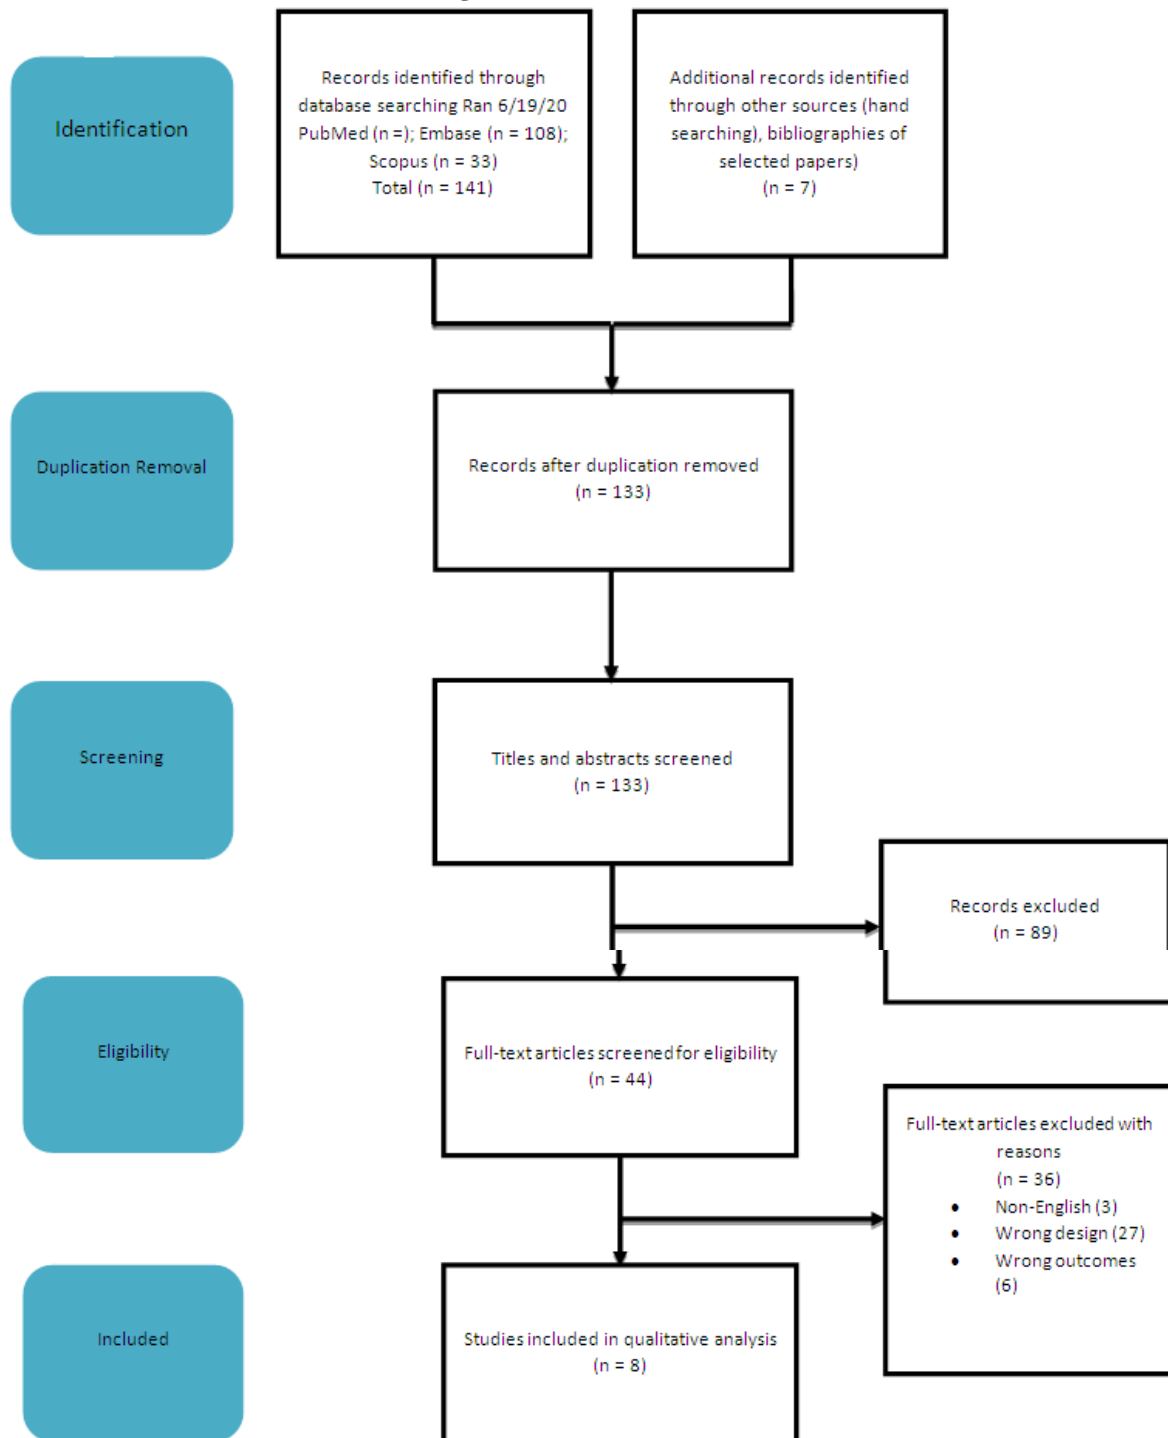 Identification
Records identified through
database searching Ran 6/19/20
PubMed (n =); Embase (n = 108);
Scopus (n = 33)
Total (n = 141)
Additional records identified
through other sources (hand
searching), bibliographies of
selected papers)
(n = 7)
Duplication Removal
Records after duplication removed
(n = 133)
Screening
Titles and abstracts screened
(n = 133)
Records excluded
(n = 89)
Eligibility
Full-text articles screened for eligibility
(n = 44)
Full-text articles excluded with
reasons
(n = 36)
• Non-English (3)
• Wrong design (27)
• Wrong outcomes
(6)
Included
Studies included in qualitative analysis
(n = 8)